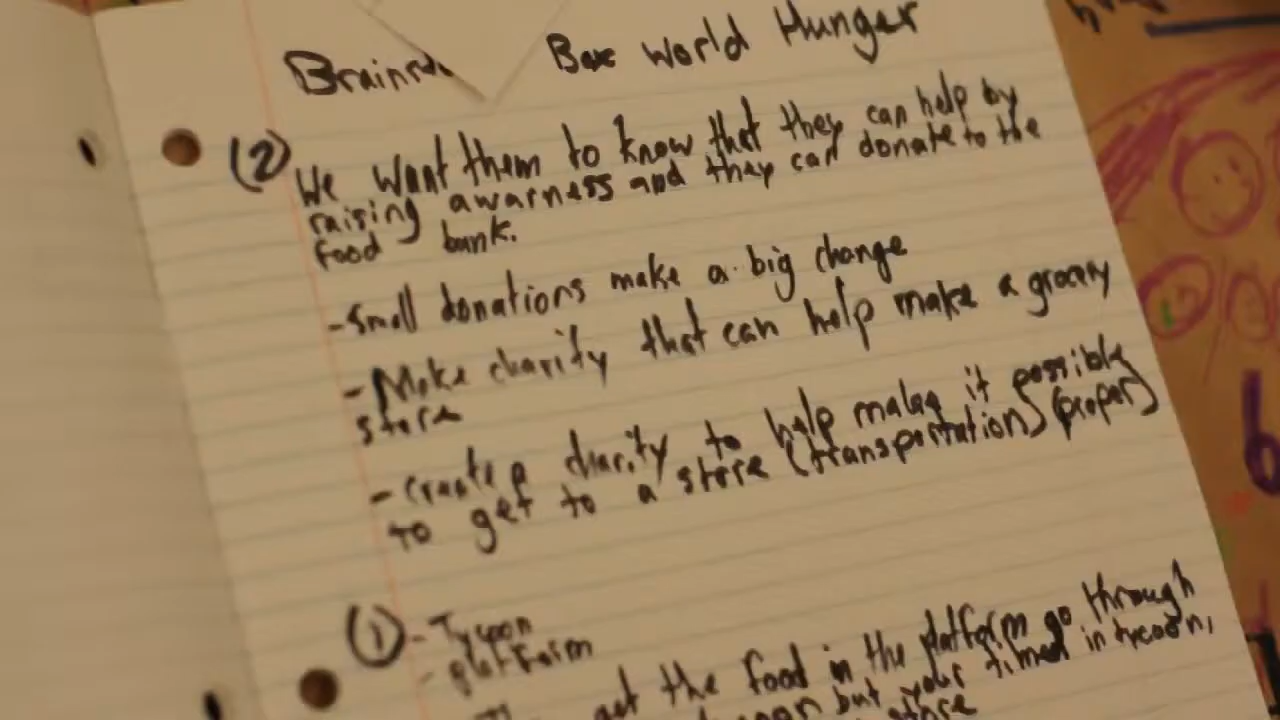 Bax world Hunger
(2) We want them to know that they can help by
raising awarness and they can donate to the
food bank.
-Small donations make a big change
-Make charity that can help make a grocery
store
-create a charity to help making it possible
to get to a store (transportation) (proper)
(1) -Tycoon
-platform
get the food in the platform go through
but your timed in tycoon,
store